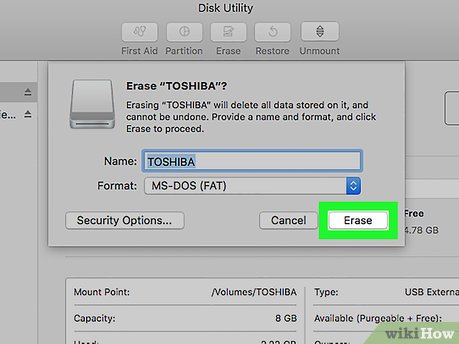 Disk Utility
First Aid Partition Erase Restore Unmount
Erase “TOSHIBA”?
Erasing “TOSHIBA” will delete all data stored on it, and
cannot be undone. Provide a name and format, and click
Erase to proceed.
Name: TOSHIBA
Format: MS-DOS (FAT)
Security Options... Cancel Erase
Free
4.78 GB
Mount Point: /Volumes/TOSHIBA Type: USB Externa
Capacity: 8 GB Available (Purgeable + Free):
wikiHow